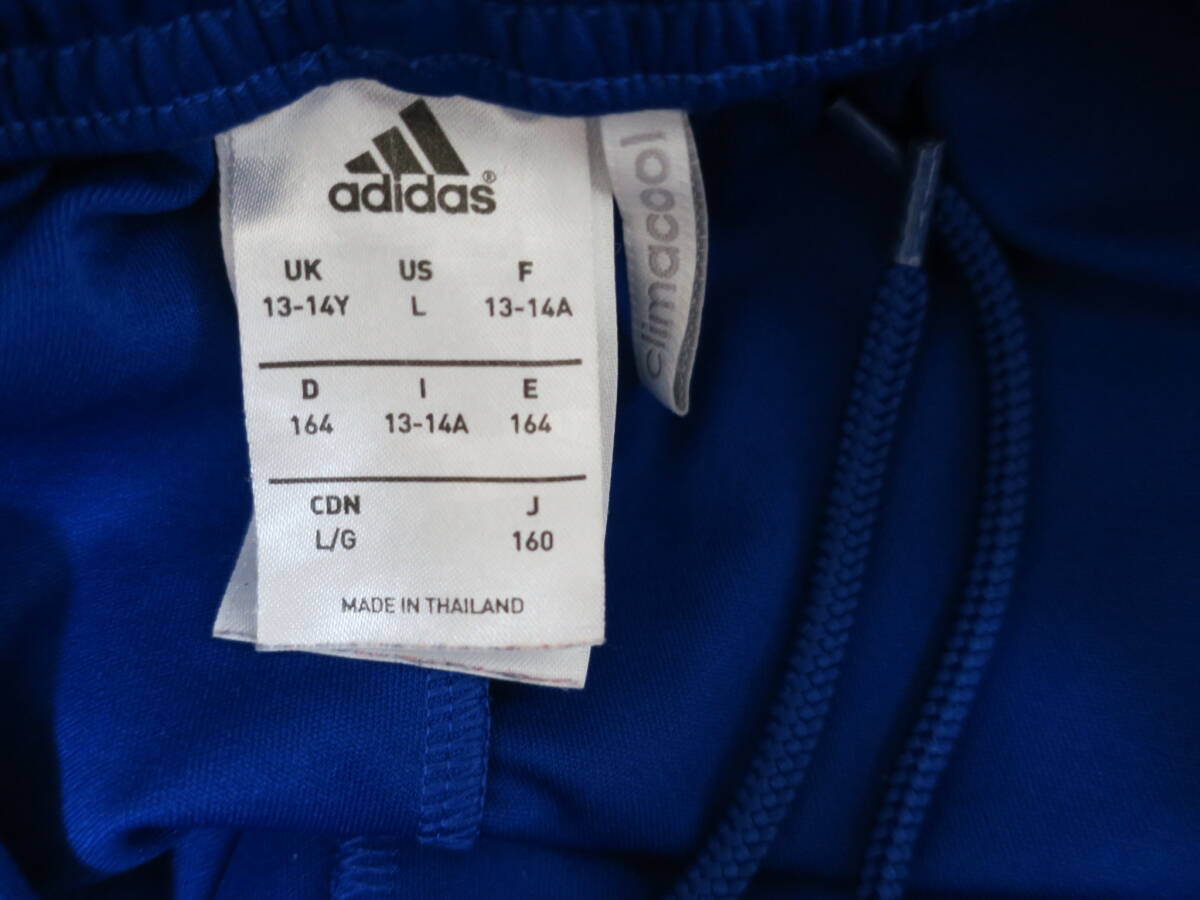 adidas®
UK US F
13-14Y L 13-14A
D I E
164 13-14A 164
CDN J
L/G 160
MADE IN THAILAND
climacool